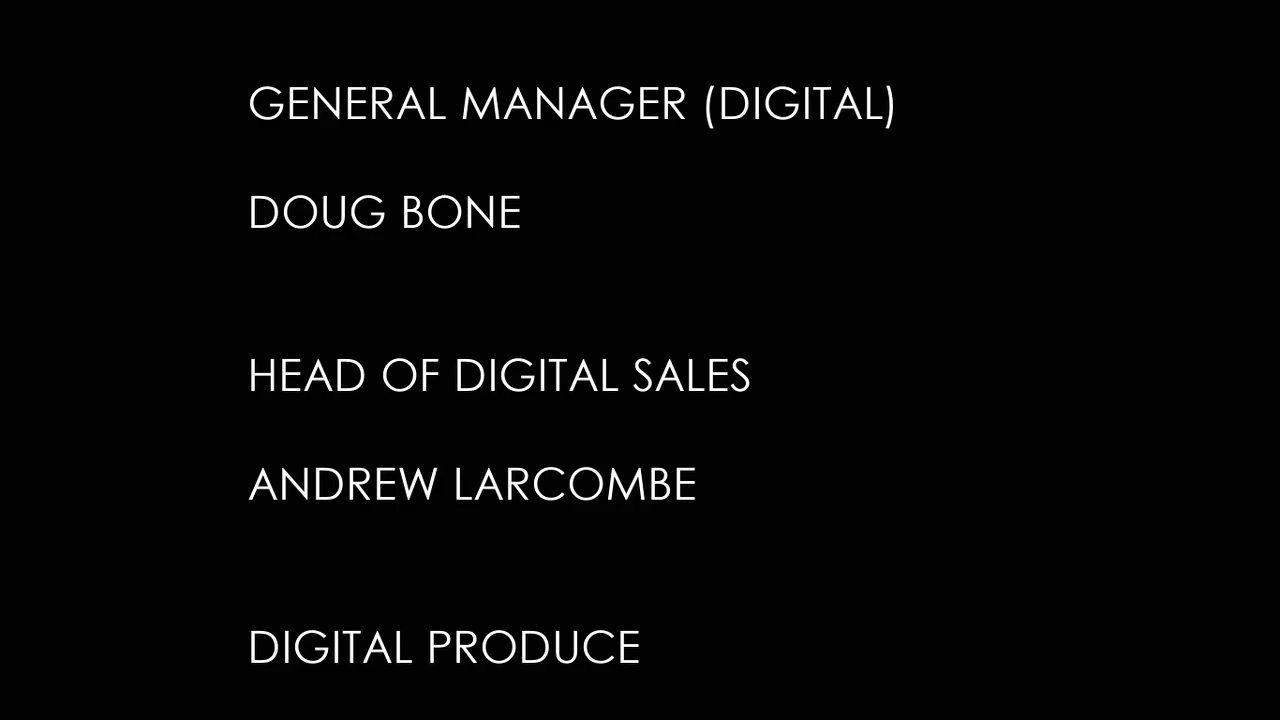 GENERAL MANAGER (DIGITAL)
DOUG BONE
HEAD OF DIGITAL SALES
ANDREW LARCOMBE
DIGITAL PRODUCE